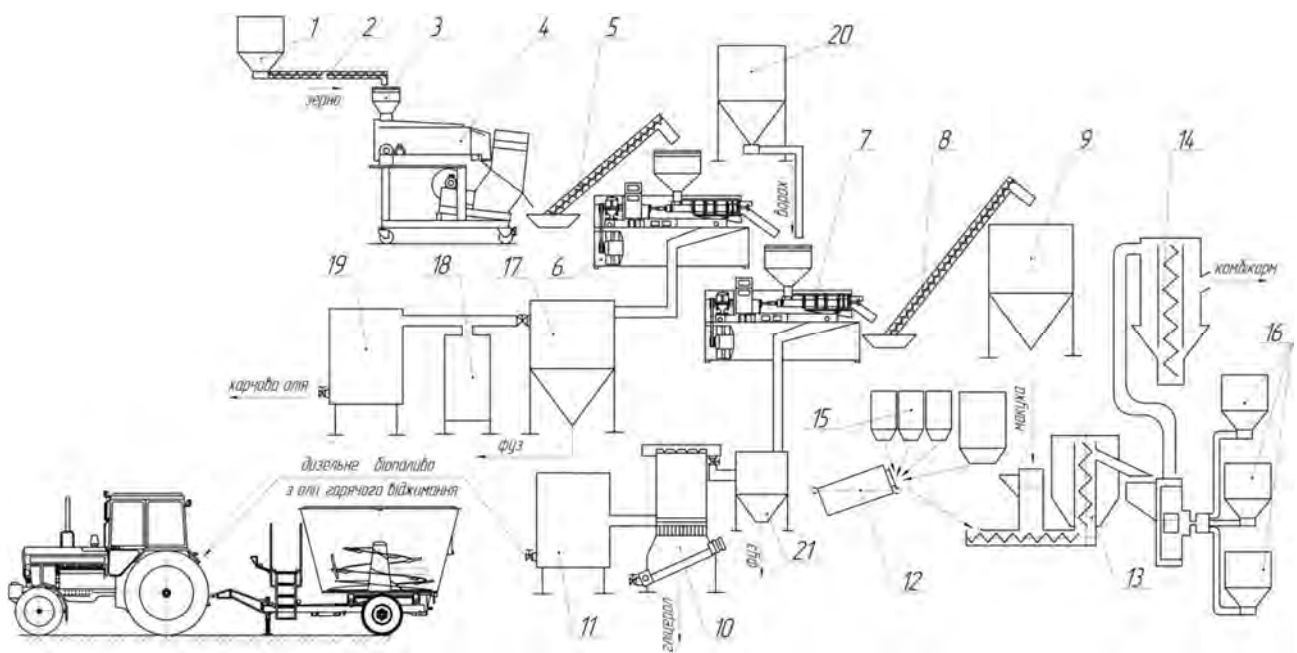 1
2
3
4
5
20
зерно
7
8
9
14
ворох
6
19
18
17
комбікорм
16
харчова олія
15
макуха
фуз
дизельне біопаливо
з олії гарячого віджимання
фуз
21
12
13
11
гліцерол
10